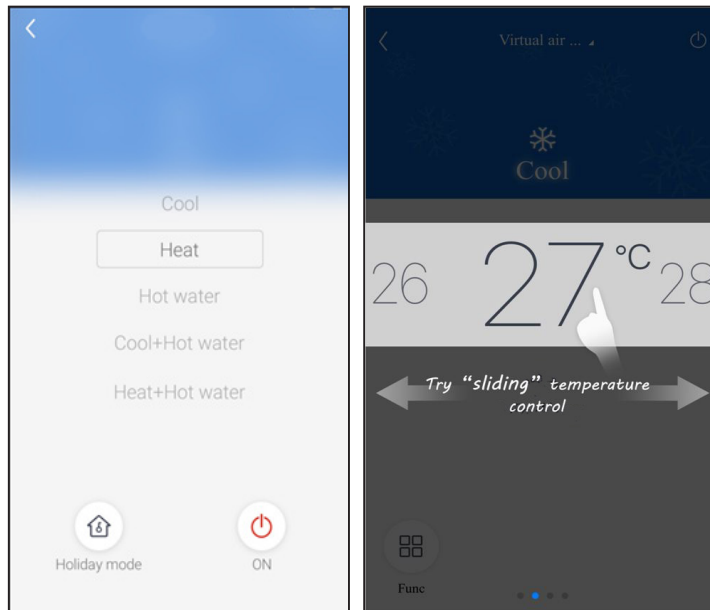 Cool
Heat
Hot water
Cool+Hot water
Heat+Hot water
Holiday mode
ON
Virtual air ...
Cool
26 27°C 28
Try “sliding” temperature
control
Func